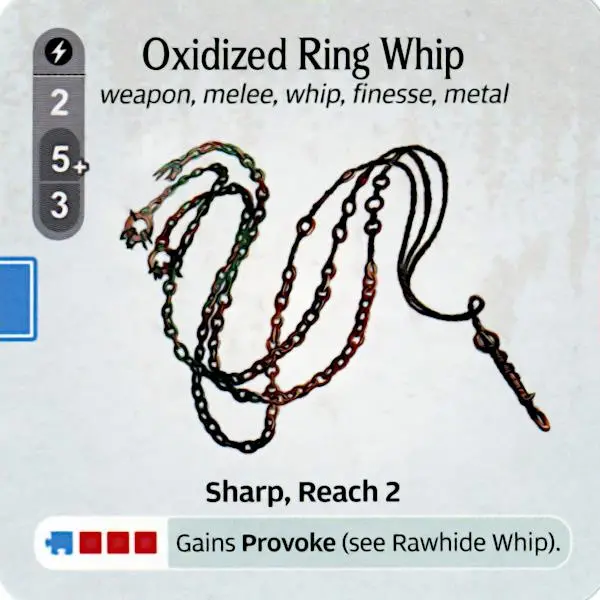 Oxidized Ring Whip
weapon, melee, whip, finesse, metal
2
5+
3
Sharp, Reach 2
Gains Provoke (see Rawhide Whip).